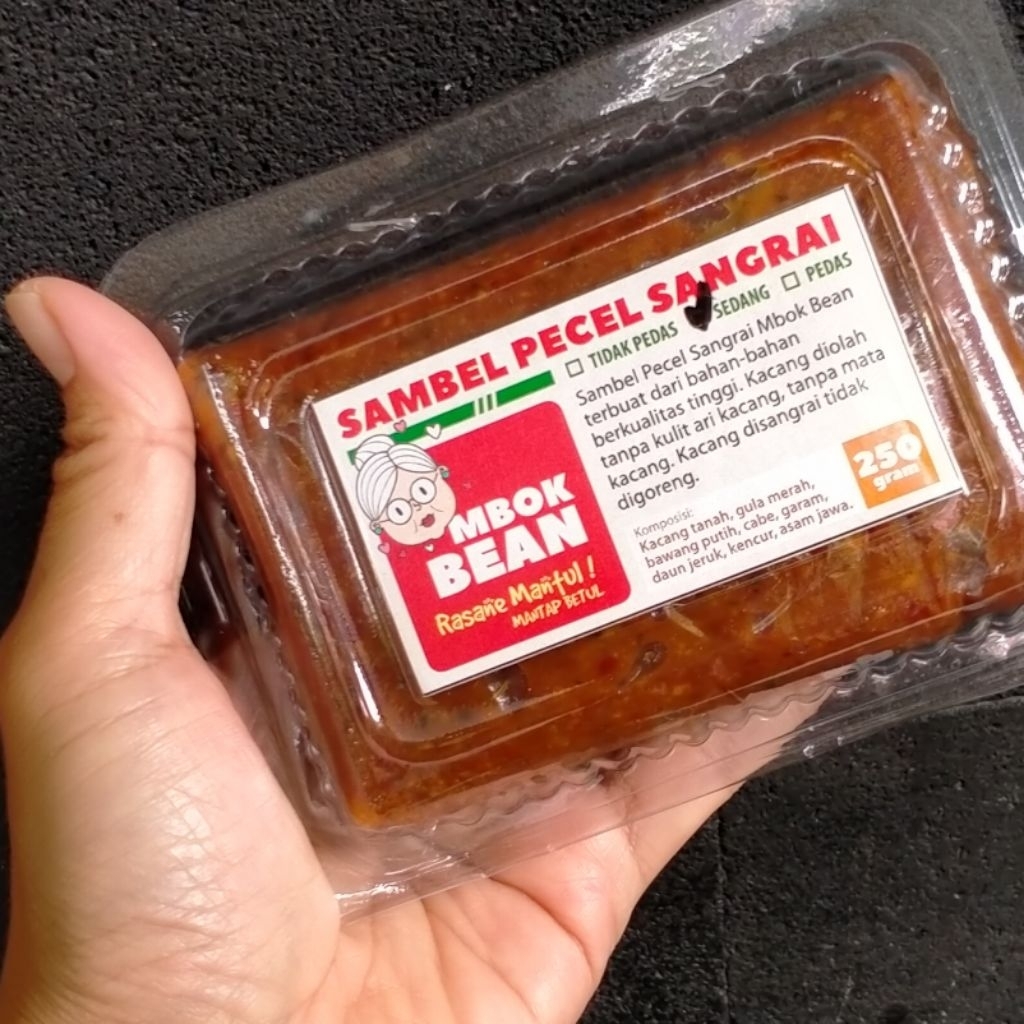 SAMBEL PECEL SANGRAI
TIDAK PEDAS SEDANG PEDAS
Sambel Pecel Sangrai Mbok Bean
terbuat dari bahan-bahan
berkualitas tinggi. Kacang diolah
tanpa kulit ari kacang, tanpa mata
kacang. Kacang disangrai tidak
digoreng.
MBOK
BEAN
Rasane Mantul !
MANTAP BETUL
Komposisi:
Kacang tanah, gula merah,
bawang putih, cabe, garam,
daun jeruk, kencur, asam jawa.
250
gram